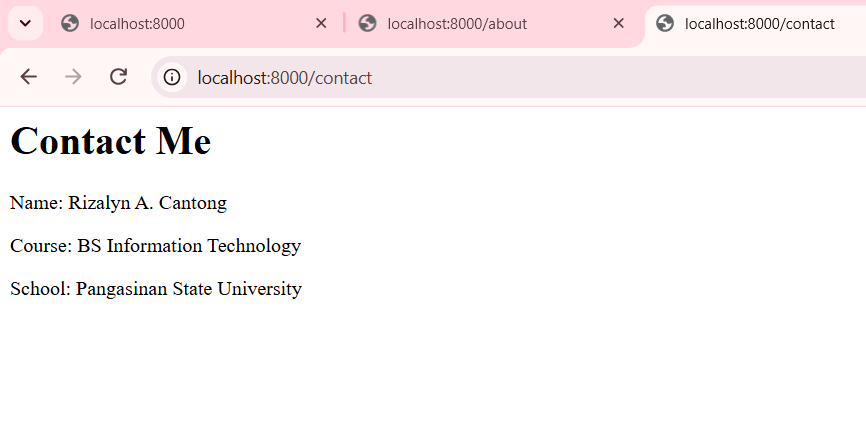 localhost:8000
localhost:8000/about
localhost:8000/contact
localhost:8000/contact
Contact Me
Name: Rizalyn A. Cantong
Course: BS Information Technology
School: Pangasinan State University